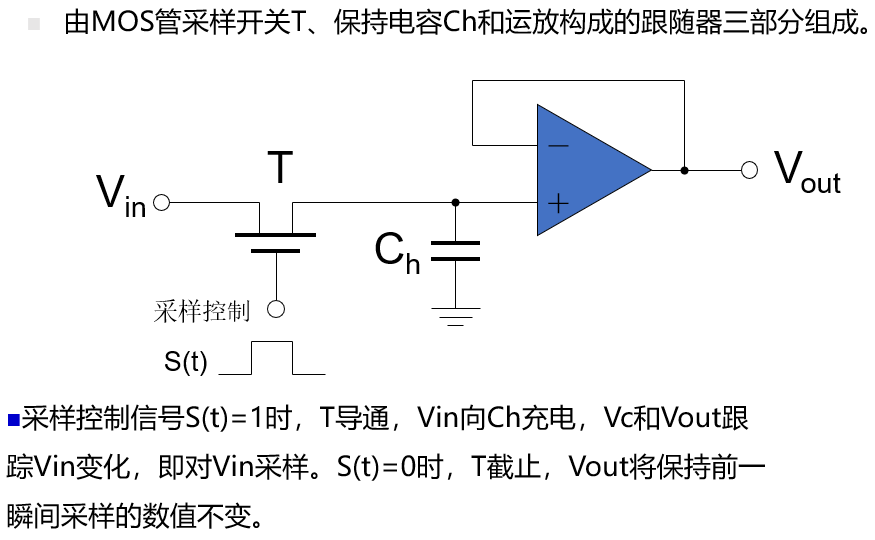 由MOS管采样开关T、保持电容Ch和运放构成的跟随器三部分组成。
T
Vin
Vout
Ch
采样控制
S(t)
采样控制信号S(t)=1时，T导通，Vin向Ch充电，Vc和Vout跟
踪Vin变化，即对Vin采样。S(t)=0时，T截止，Vout将保持前一
瞬间采样的数值不变。